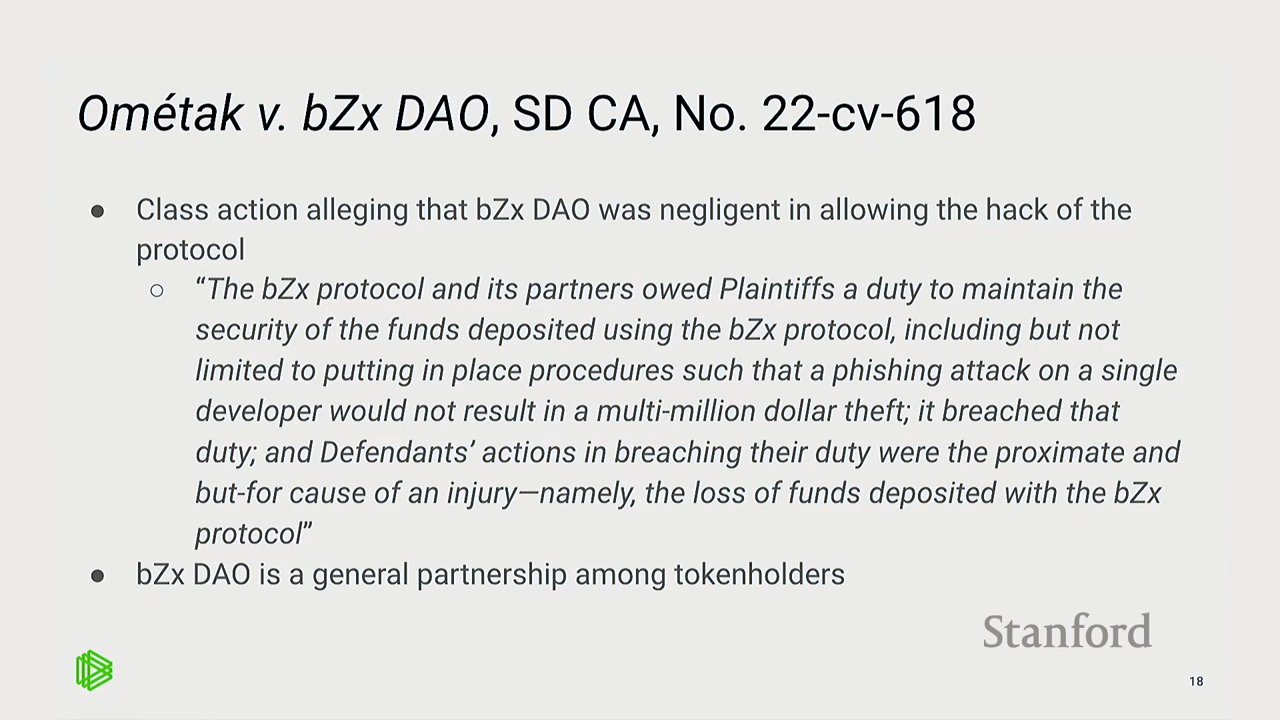 Ométak v. bZx DAO, SD CA, No. 22-cv-618
● Class action alleging that bZx DAO was negligent in allowing the hack of the
protocol
○ “The bZx protocol and its partners owed Plaintiffs a duty to maintain the
security of the funds deposited using the bZx protocol, including but not
limited to putting in place procedures such that a phishing attack on a single
developer would not result in a multi-million dollar theft; it breached that
duty; and Defendants’ actions in breaching their duty were the proximate and
but-for cause of an injury—namely, the loss of funds deposited with the bZx
protocol”
● bZx DAO is a general partnership among tokenholders
Stanford
18